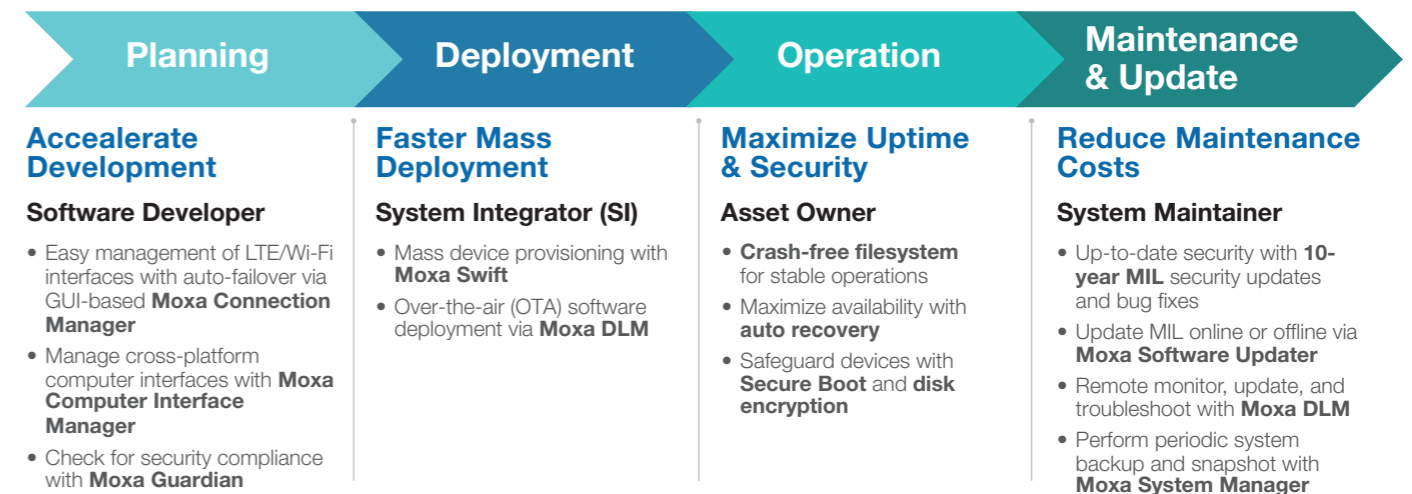 Planning
Deployment
Operation
Maintenance
& Update
Accealerate
Development
Software Developer
• Easy management of LTE/Wi-Fi
interfaces with auto-failover via
GUI-based Moxa Connection
Manager
• Manage cross-platform
computer interfaces with Moxa
Computer Interface
Manager
• Check for security compliance
with Moxa Guardian
Faster Mass
Deployment
System Integrator (SI)
• Mass device provisioning with
Moxa Swift
• Over-the-air (OTA) software
deployment via Moxa DLM
Maximize Uptime
& Security
Asset Owner
• Crash-free filesystem
for stable operations
• Maximize availability with
auto recovery
• Safeguard devices with
Secure Boot and disk
encryption
Reduce Maintenance
Costs
System Maintainer
• Up-to-date security with 10-
year MIL security updates
and bug fixes
• Update MIL online or offline via
Moxa Software Updater
• Remote monitor, update, and
troubleshoot with Moxa DLM
• Perform periodic system
backup and snapshot with
Moxa System Manager